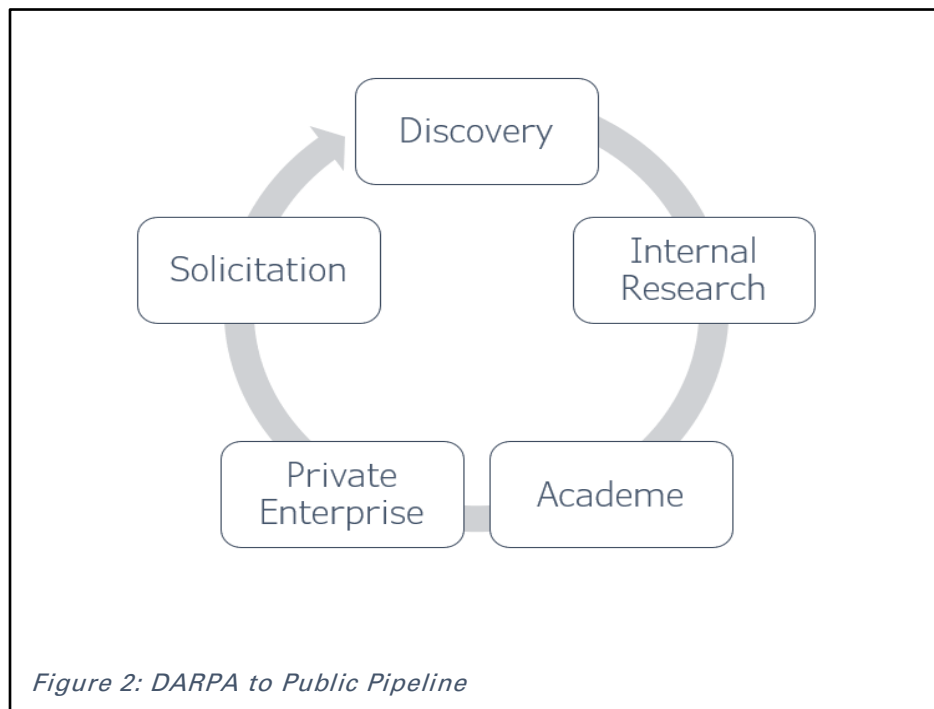 Discovery
Internal
Research
Academe
Private
Enterprise
Solicitation
Figure 2: DARPA to Public Pipeline